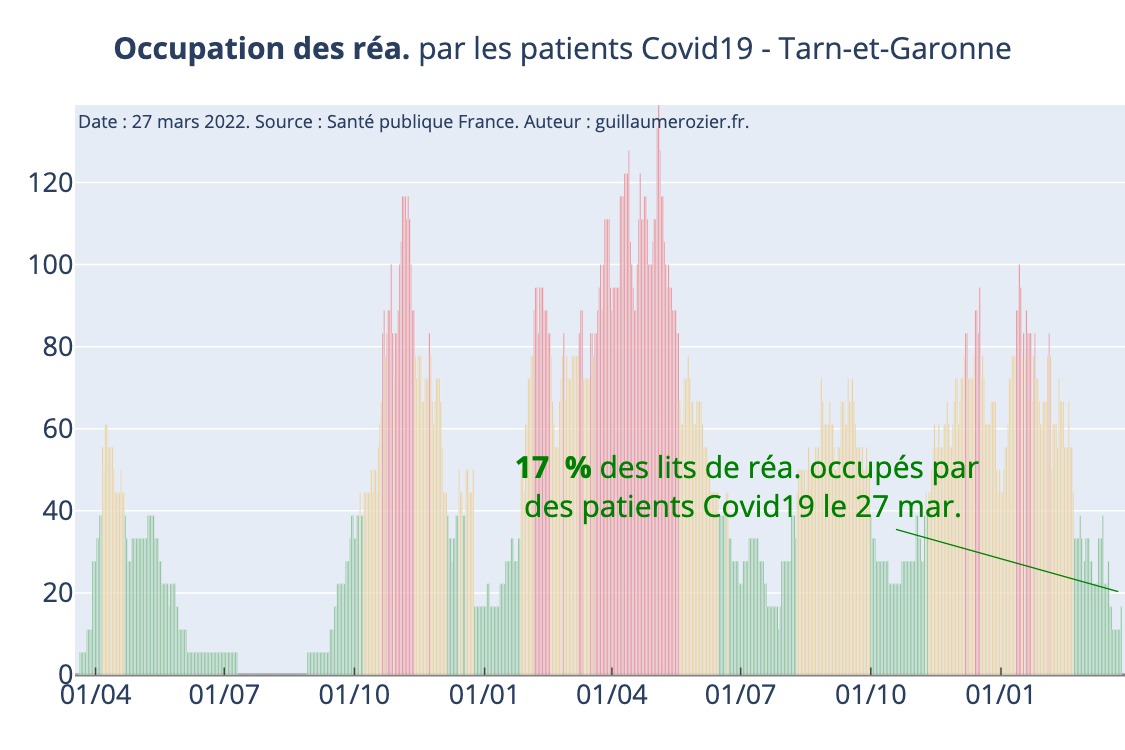 Occupation des réa. par les patients Covid19 - Tarn-et-Garonne
Date : 27 mars 2022. Source : Santé publique France. Auteur : guillaumerozier.fr.
120
100
80
60
17 % des lits de réa. occupés par
des patients Covid19 le 27 mar.
40
20
0
01/04 01/07 01/10 01/01 01/04 01/07 01/10 01/01